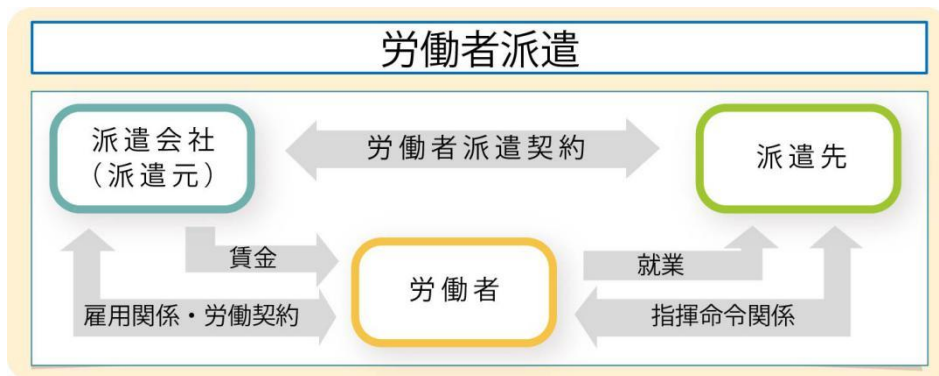 労働者派遣
派遣会社
（派遣元）
労働者派遣契約
派遣先
賃金
労働者
就業
雇用関係・労働契約
指揮命令関係